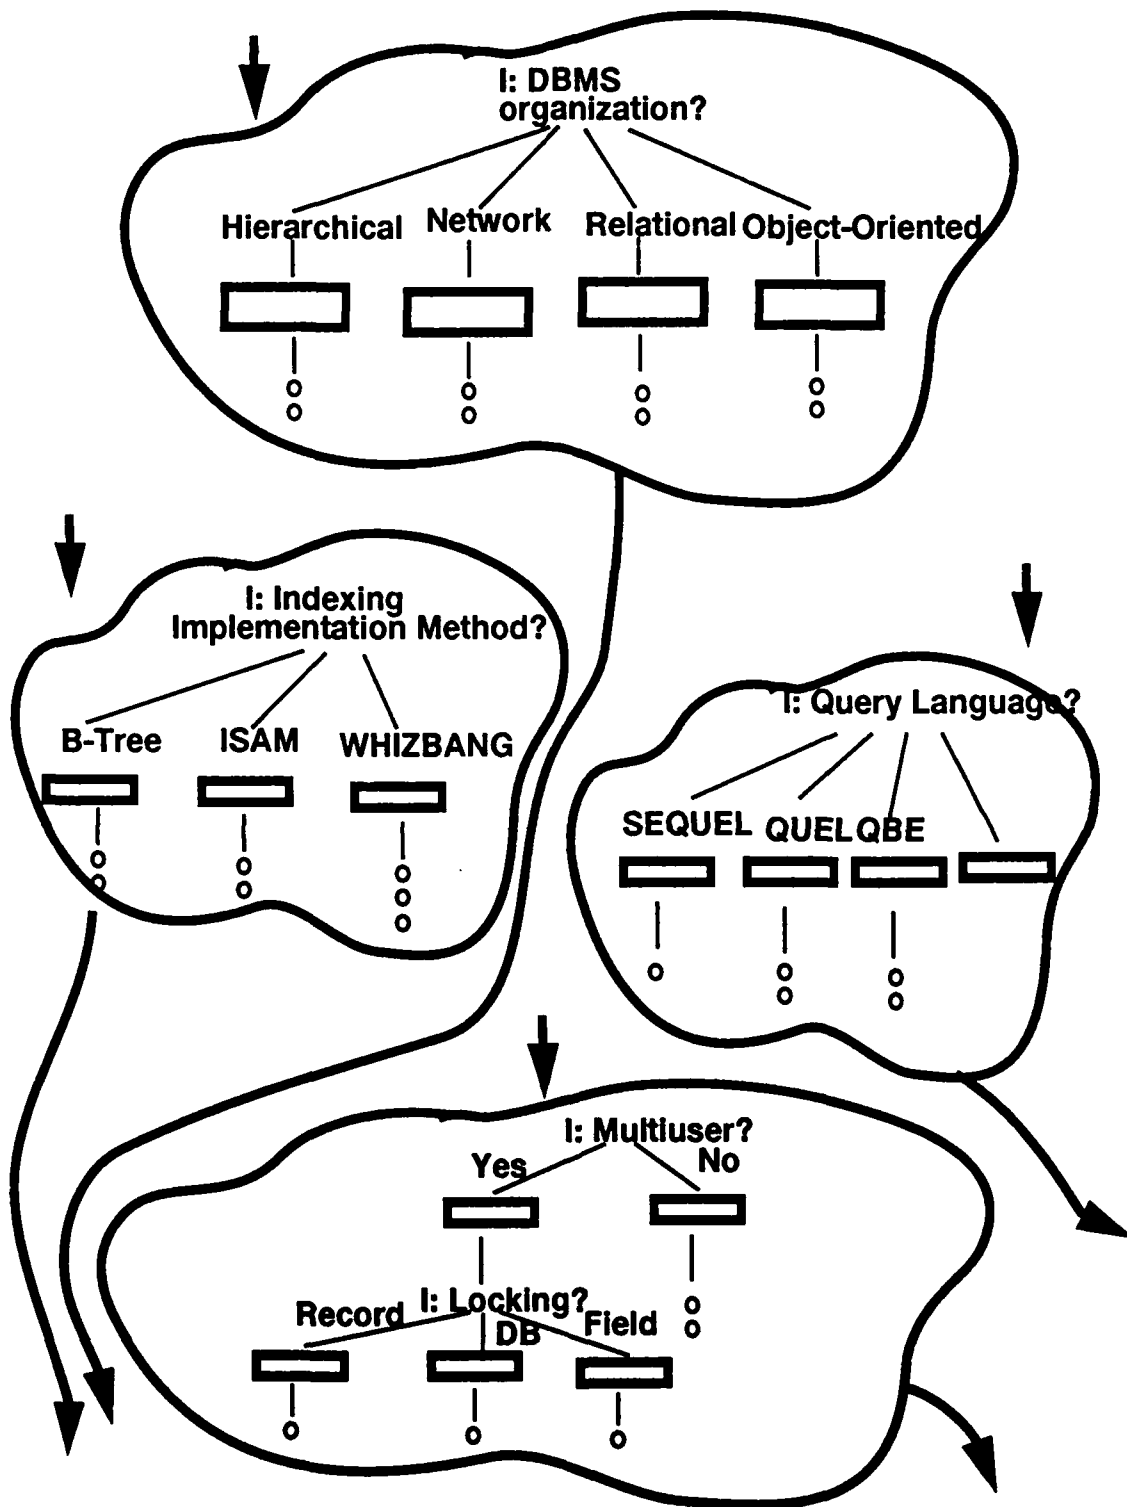 I: DBMS
organization?
Hierarchical Network Relational Object-Oriented
I: Indexing
Implementation Method?
B-Tree ISAM WHIZBANG
I: Query Language?
SEQUEL QUEL QBE
I: Multiuser?
Yes No
I: Locking?
Record DB Field